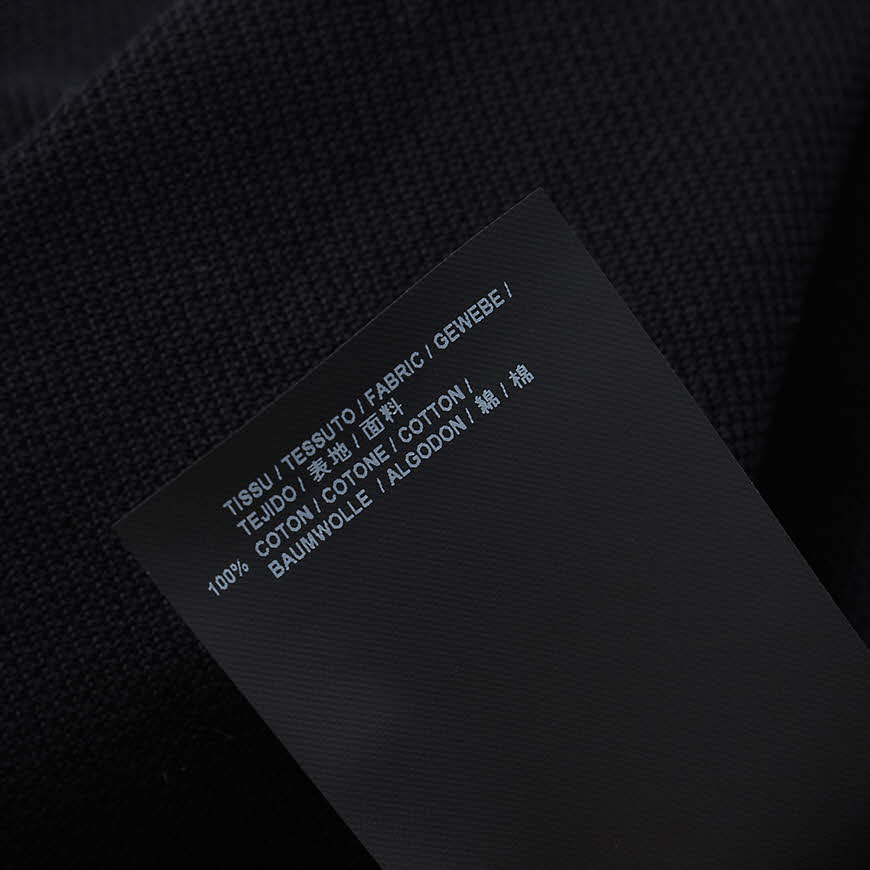 TISSU / TESSUTO / FABRIC / GEWEBE /
TEJIDO / 表地 / 面料
100% COTON / COTONE / COTTON /
BAUMWOLLE / ALGODON / 綿 / 棉